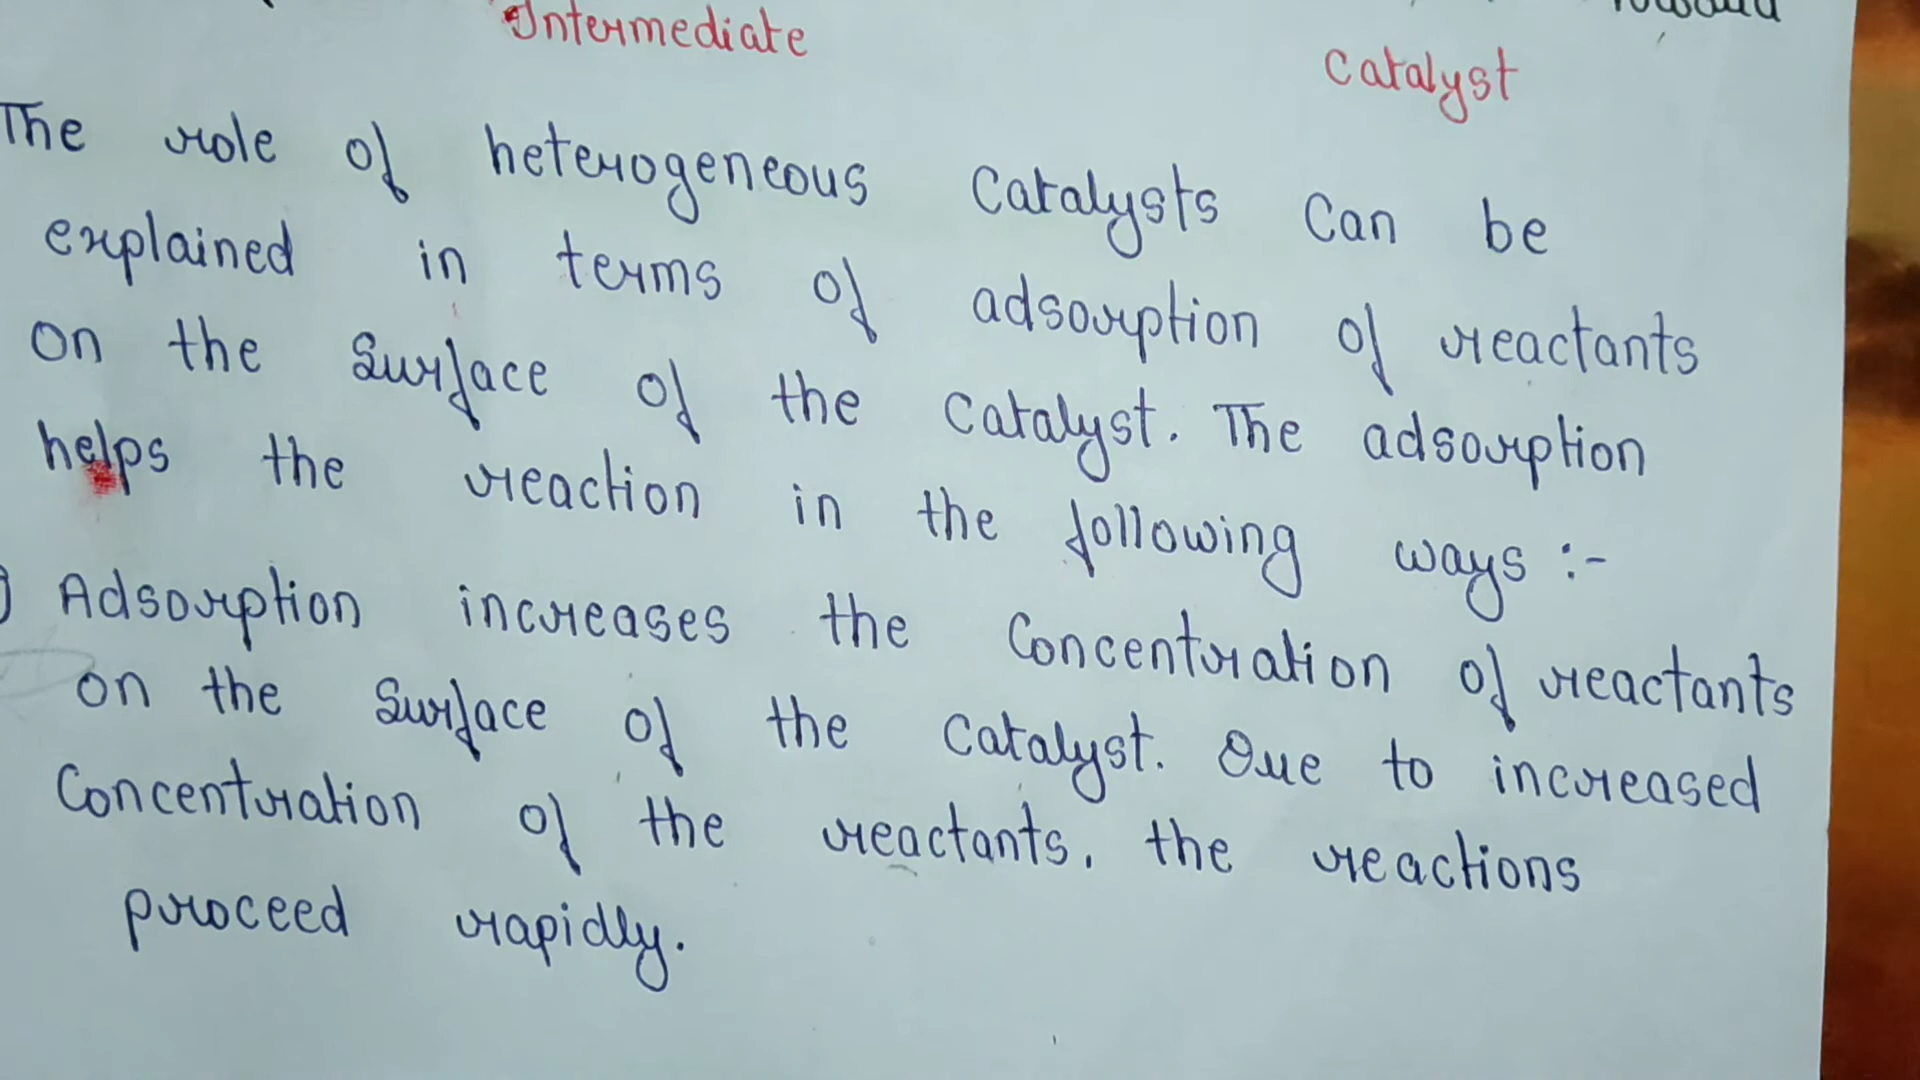 Intermediate
Catalyst
The role of heterogeneous Catalysts Can be
explained in terms of adsorption of reactants
on the Surface of the Catalyst. The adsorption
helps the reaction in the following ways :-
) Adsorption increases the Concentration of reactants
on the Surface of the Catalyst. Due to increased
Concentration of the reactants, the reactions
proceed rapidly.